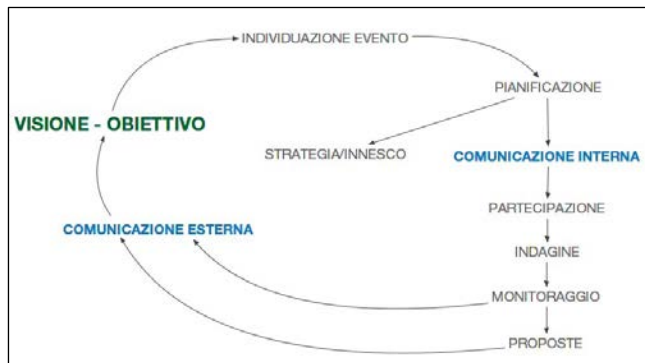 INDIVIDUAZIONE EVENTO
PIANIFICAZIONE
VISIONE - OBIETTIVO
STRATEGIA/INNESCO
COMUNICAZIONE INTERNA
PARTECIPAZIONE
COMUNICAZIONE ESTERNA
INDAGINE
MONITORAGGIO
PROPOSTE